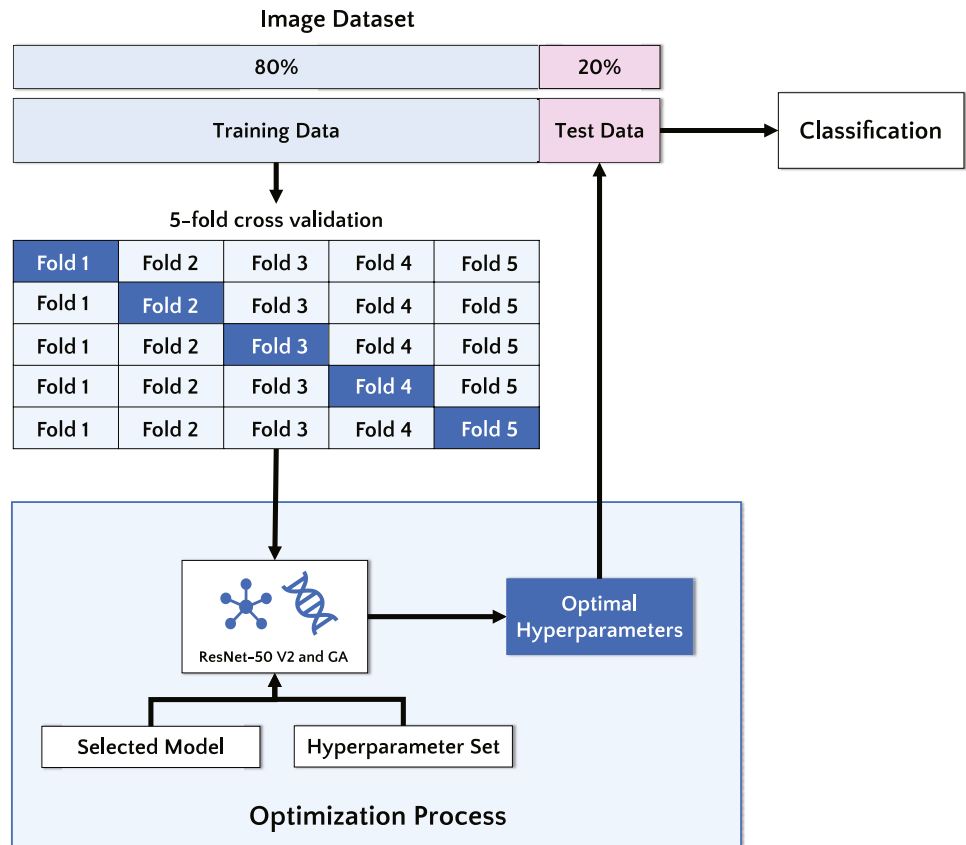 Image Dataset
80% 20%
Training Data Test Data Classification
5-fold cross validation
Fold 1 Fold 2 Fold 3 Fold 4 Fold 5
Fold 1 Fold 2 Fold 3 Fold 4 Fold 5
Fold 1 Fold 2 Fold 3 Fold 4 Fold 5
Fold 1 Fold 2 Fold 3 Fold 4 Fold 5
Fold 1 Fold 2 Fold 3 Fold 4 Fold 5
ResNet-50 V2 and GA
Optimal
Hyperparameters
Selected Model Hyperparameter Set
Optimization Process